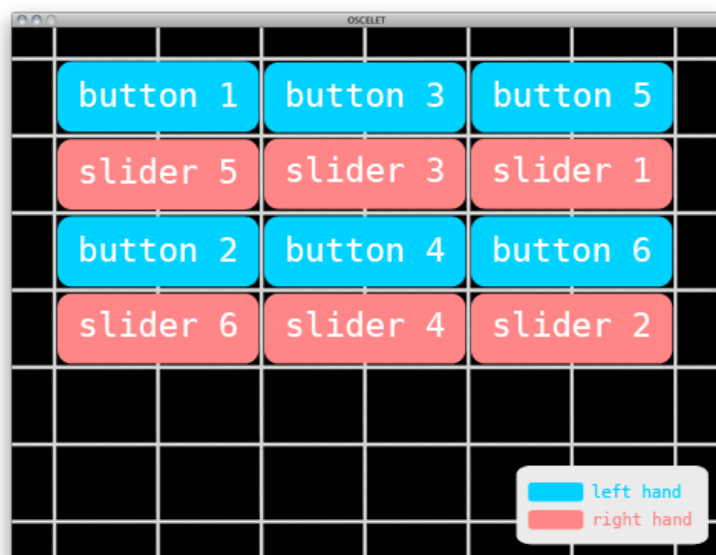 OSCELET
button 1 button 3 button 5
slider 5 slider 3 slider 1
button 2 button 4 button 6
slider 6 slider 4 slider 2
left hand
right hand